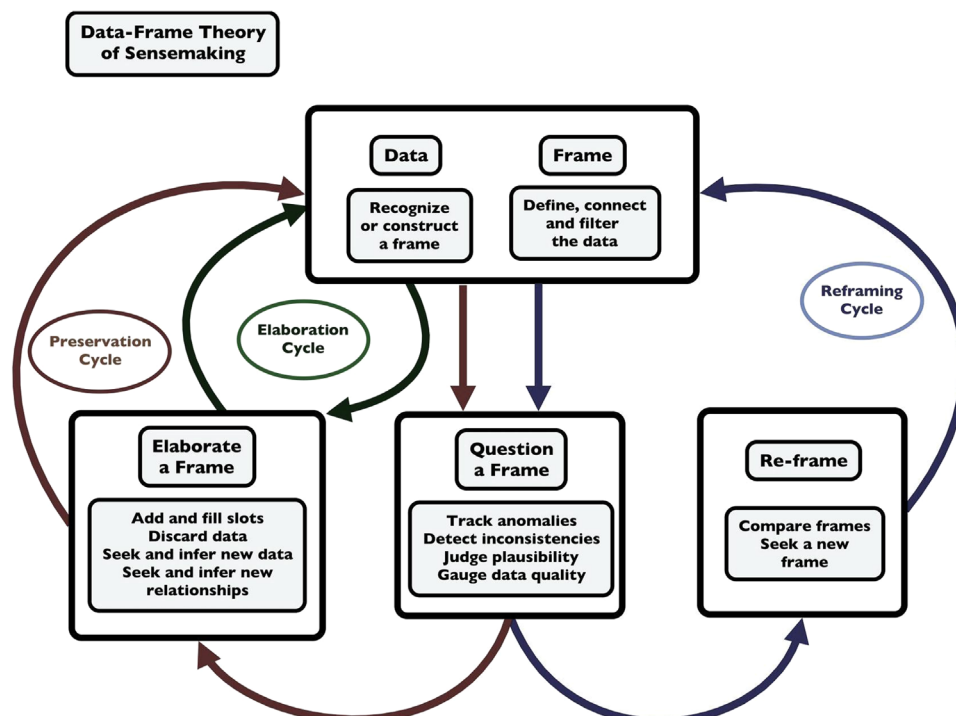 Data-Frame Theory
of Sensemaking
Data
Frame
Recognize
or construct
a frame
Define, connect
and filter
the data
Preservation
Cycle
Elaboration
Cycle
Reframing
Cycle
Elaborate
a Frame
Add and fill slots
Discard data
Seek and infer new data
Seek and infer new
relationships
Question
a Frame
Track anomalies
Detect inconsistencies
Judge plausibility
Gauge data quality
Re-frame
Compare frames
Seek a new
frame